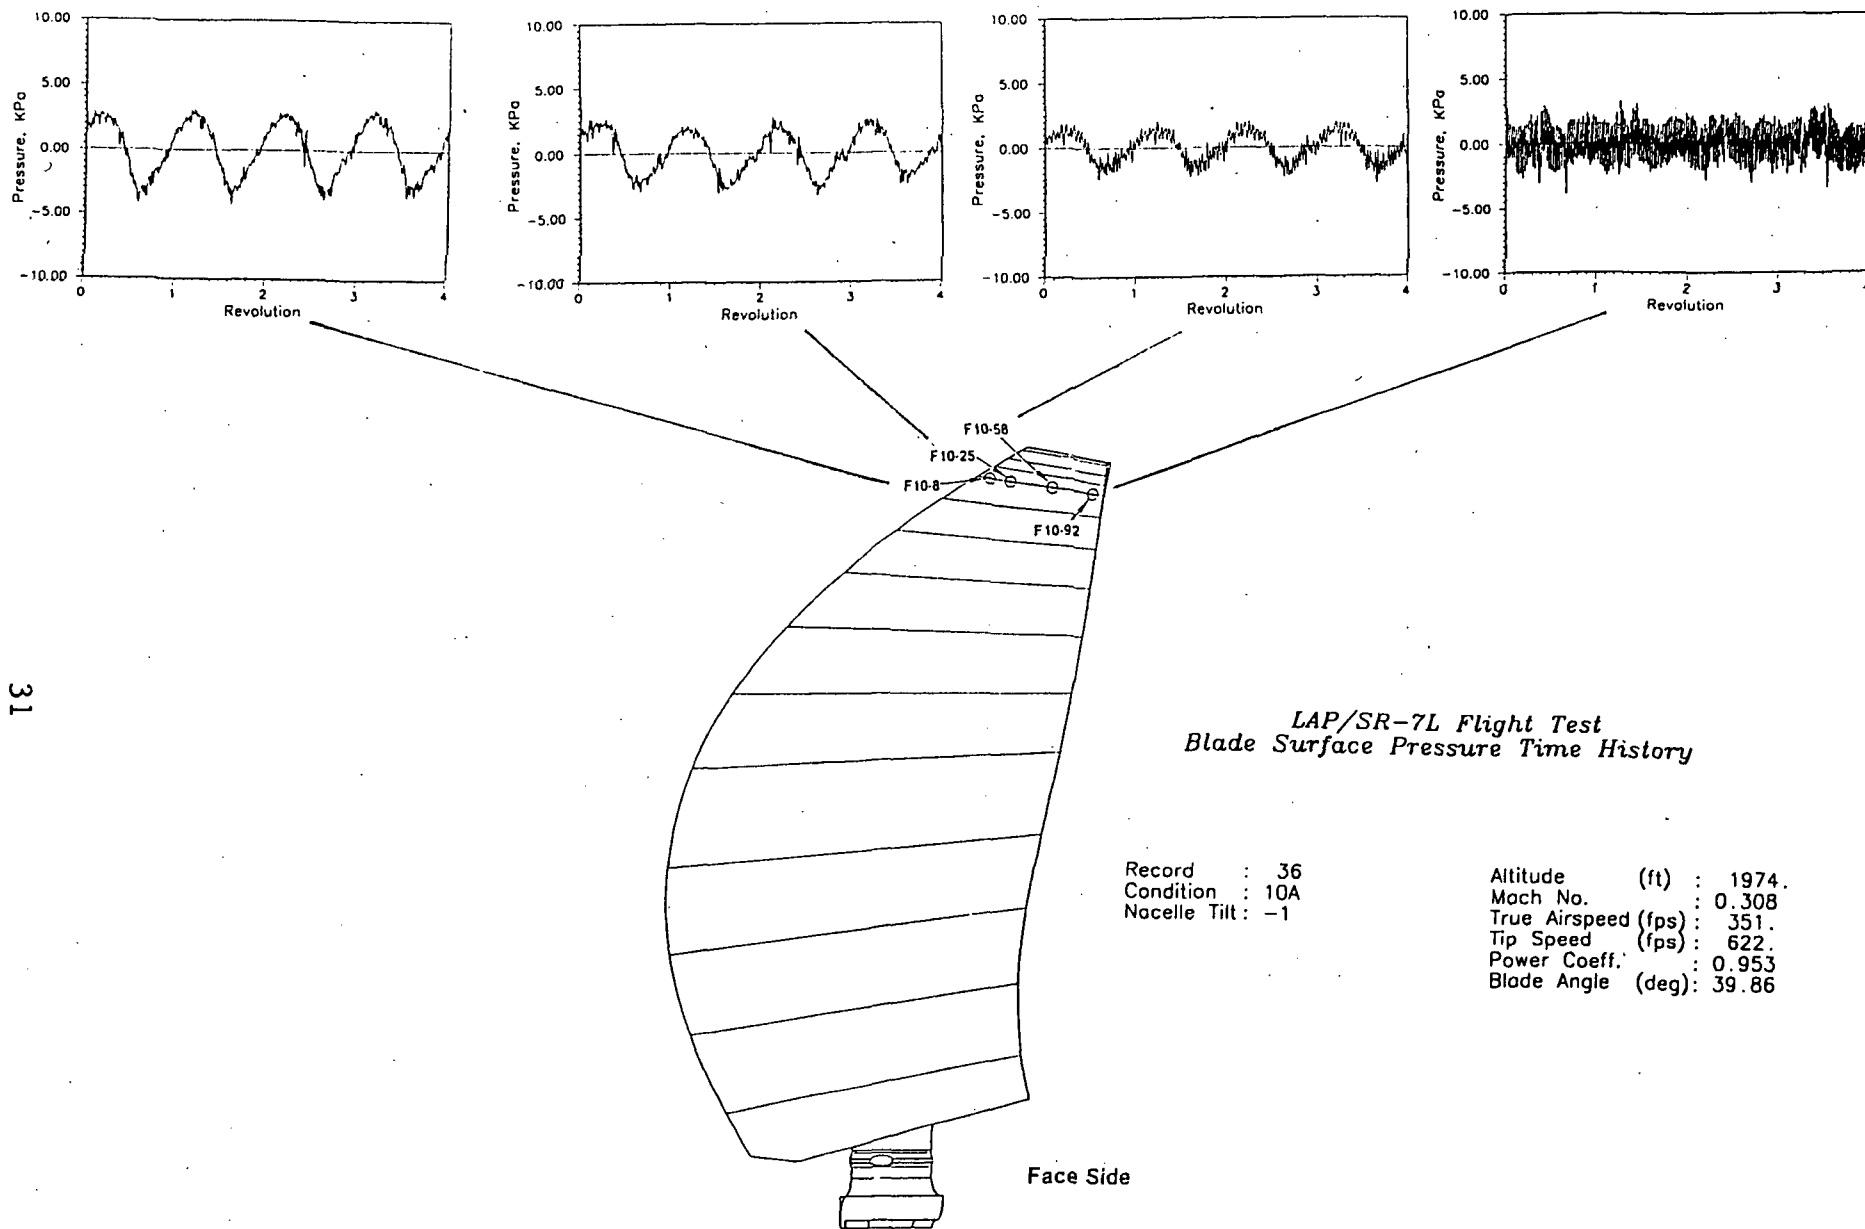 10.00
5.00
0.00
-5.00
-10.00
Pressure, KPa
0 1 2 3 4
Revolution
10.00
5.00
0.00
-5.00
-10.00
Pressure, KPa
0 1 2 3 4
Revolution
10.00
5.00
0.00
-5.00
-10.00
Pressure, KPa
0 1 2 3 4
Revolution
10.00
5.00
0.00
-5.00
-10.00
Pressure, KPa
0 1 2 3
Revolution
F10-58
F10-25
F10-8
F10-92
31
LAP/SR-7L Flight Test
Blade Surface Pressure Time History
Record : 36
Condition : 10A
Nacelle Tilt : -1
Altitude (ft) : 1974.
Mach No. : 0.308
True Airspeed (fps) : 351.
Tip Speed (fps) : 622.
Power Coeff. : 0.953
Blade Angle (deg) : 39.86
Face Side